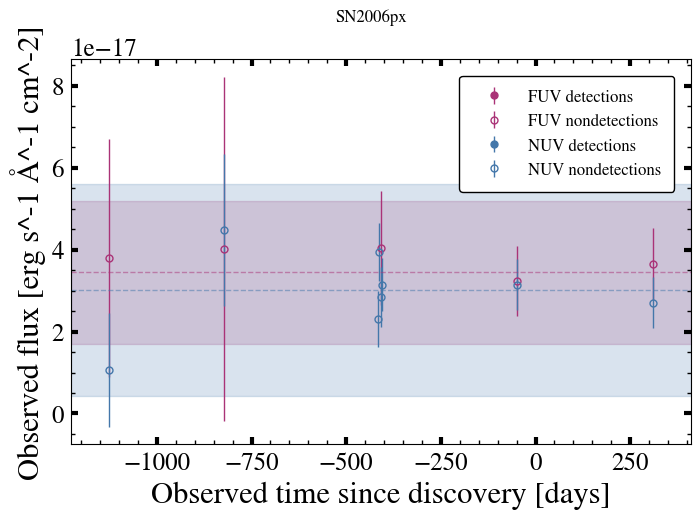 SN2006px
1e−17
8
6
4
2
0
Observed flux [erg s^-1 Å^-1 cm^-2]
FUV detections
FUV nondetections
NUV detections
NUV nondetections
−1000 −750 −500 −250 0 250
Observed time since discovery [days]